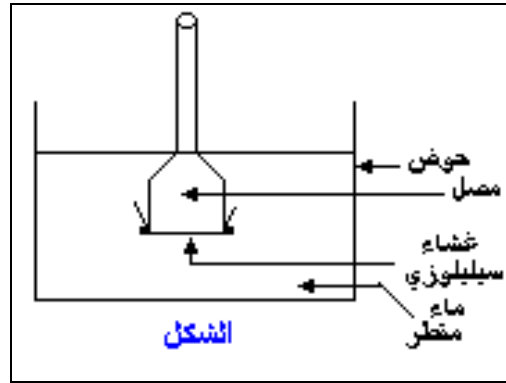 حوض
مصل
غشاء
سيليلوزي
ماء
مقطر
الشكل